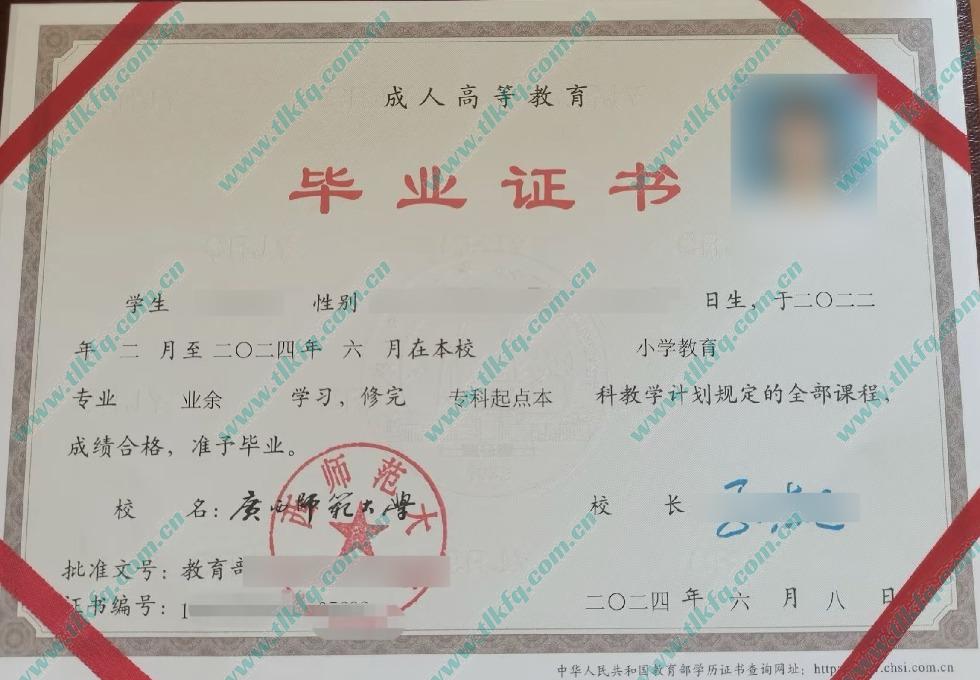 成人高等教育
毕业证书
学生 性别 日生，于二〇二二
年 二 月至二〇二四年 六 月在本校 小学教育
专业 业余 学习，修完 专科起点本 科教学计划规定的全部课程，
成绩合格，准予毕业。
校 名：广西师范大学 校 长
西师范大
批准文号：教育部
证书编号：1
二〇二四 年 六 月 八 日
中华人民共和国教育部学历证书查询网址：http chsi.com.cn
www.tlkfq.com.cn